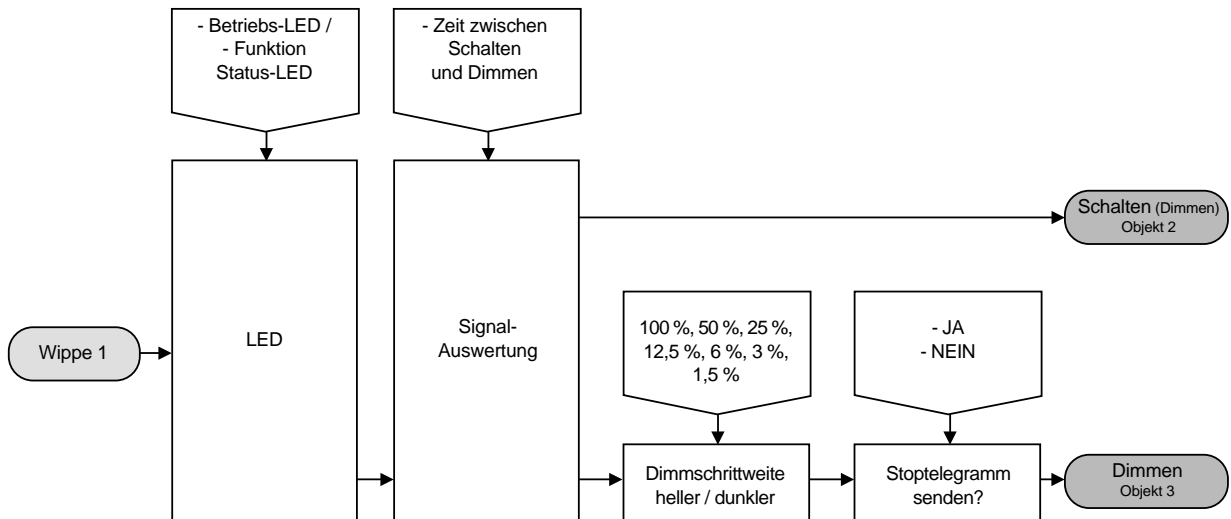 - Betriebs-LED /
- Funktion
Status-LED
- Zeit zwischen
Schalten
und Dimmen
Schalten (Dimmen)
Objekt 2
Wippe 1
LED
Signal-
Auswertung
100 %, 50 %, 25 %,
12,5 %, 6 %, 3 %,
1,5 %
- JA
- NEIN
Dimmschrittweite
heller / dunkler
Stoptelegramm
senden?
Dimmen
Objekt 3